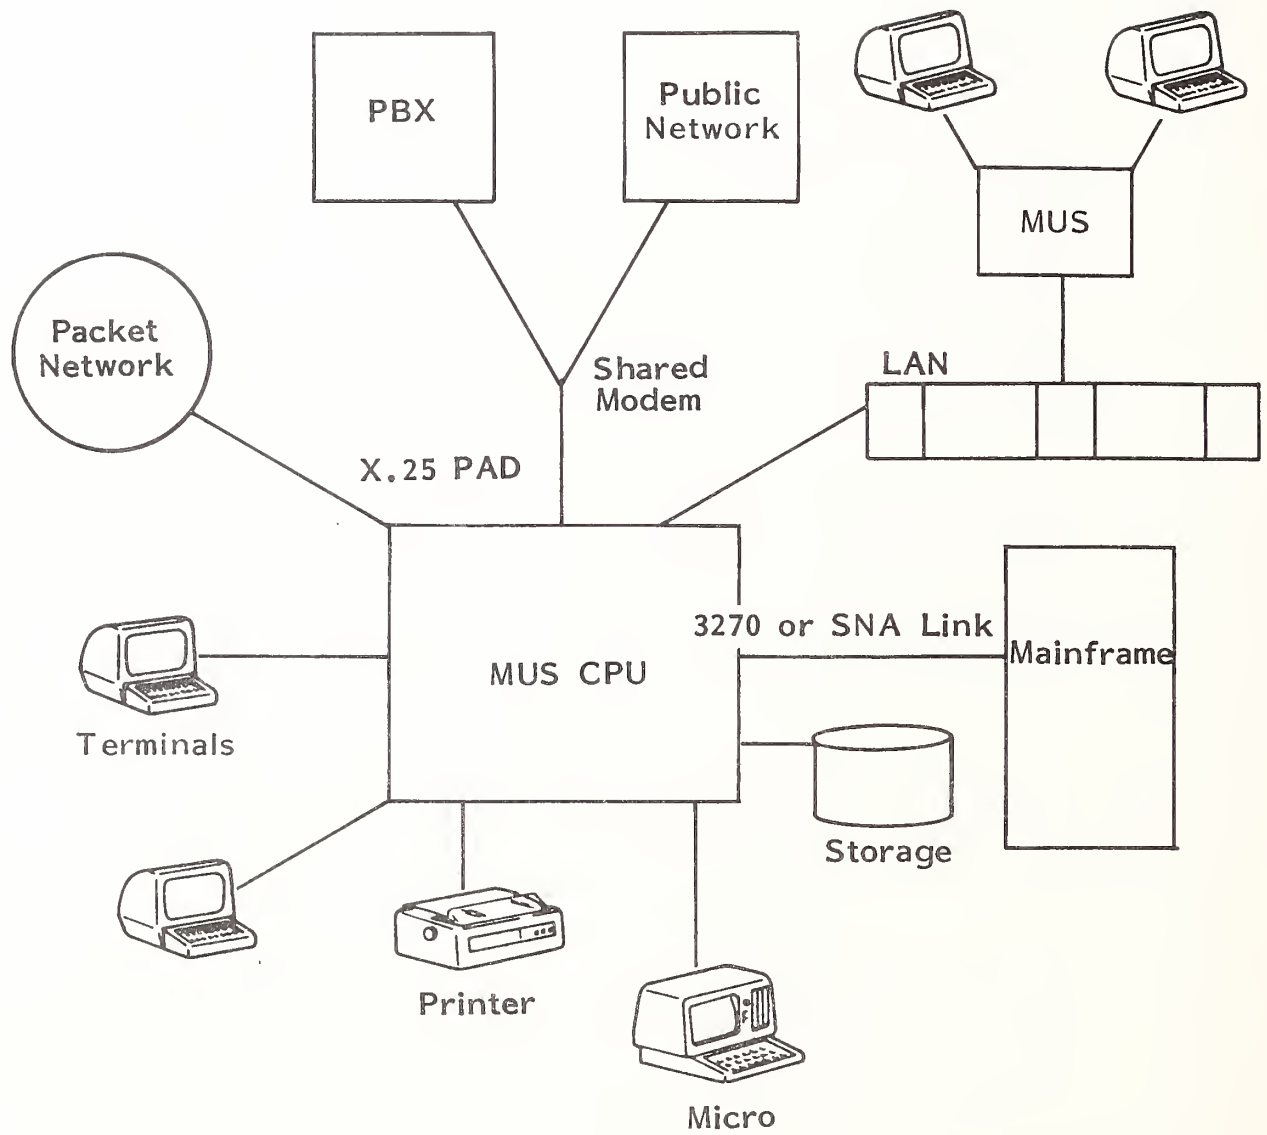 PBX
Public
Network
MUS
Packet
Network
Shared
Modem
LAN
X.25 PAD
3270 or SNA Link
Mainframe
MUS CPU
Terminals
Storage
Printer
Micro